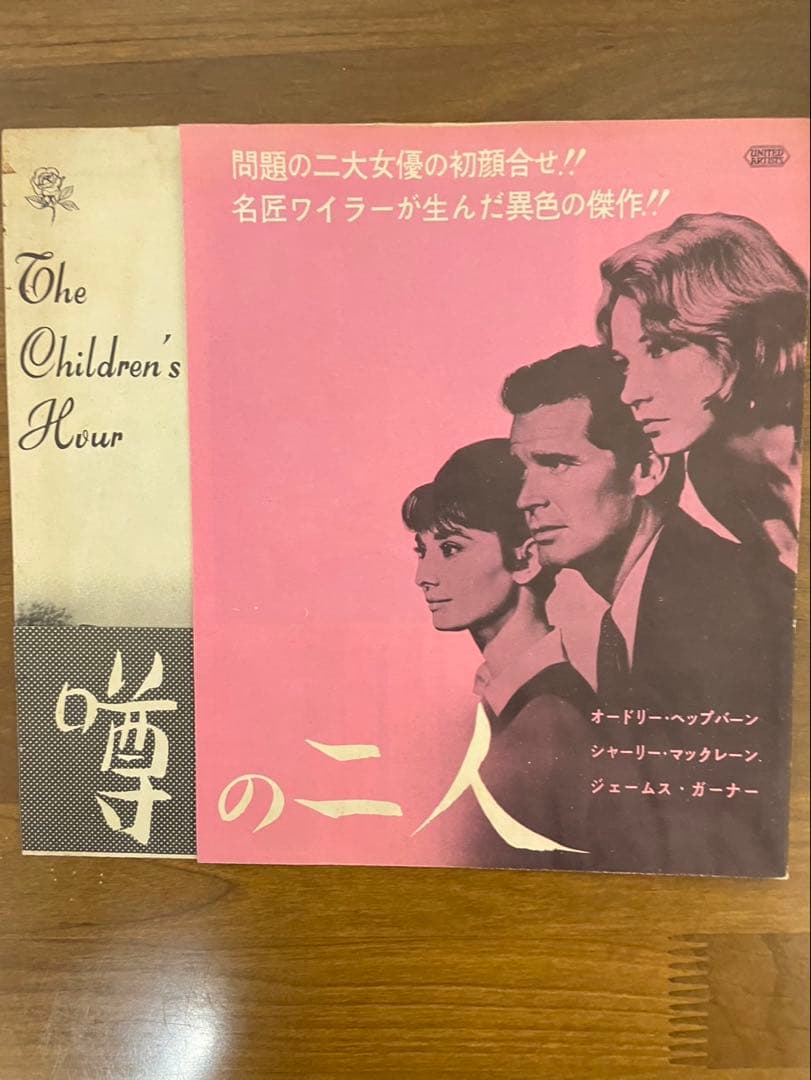 問題の二大女優の初顔合せ!!
名匠ワイラーが生んだ異色の傑作!!
UNITED
ARTISTS
The
Children's
Hour
オードリー・ヘップバーン
シャーリー・マックレーン
ジェームス・ガーナー
噂の二人